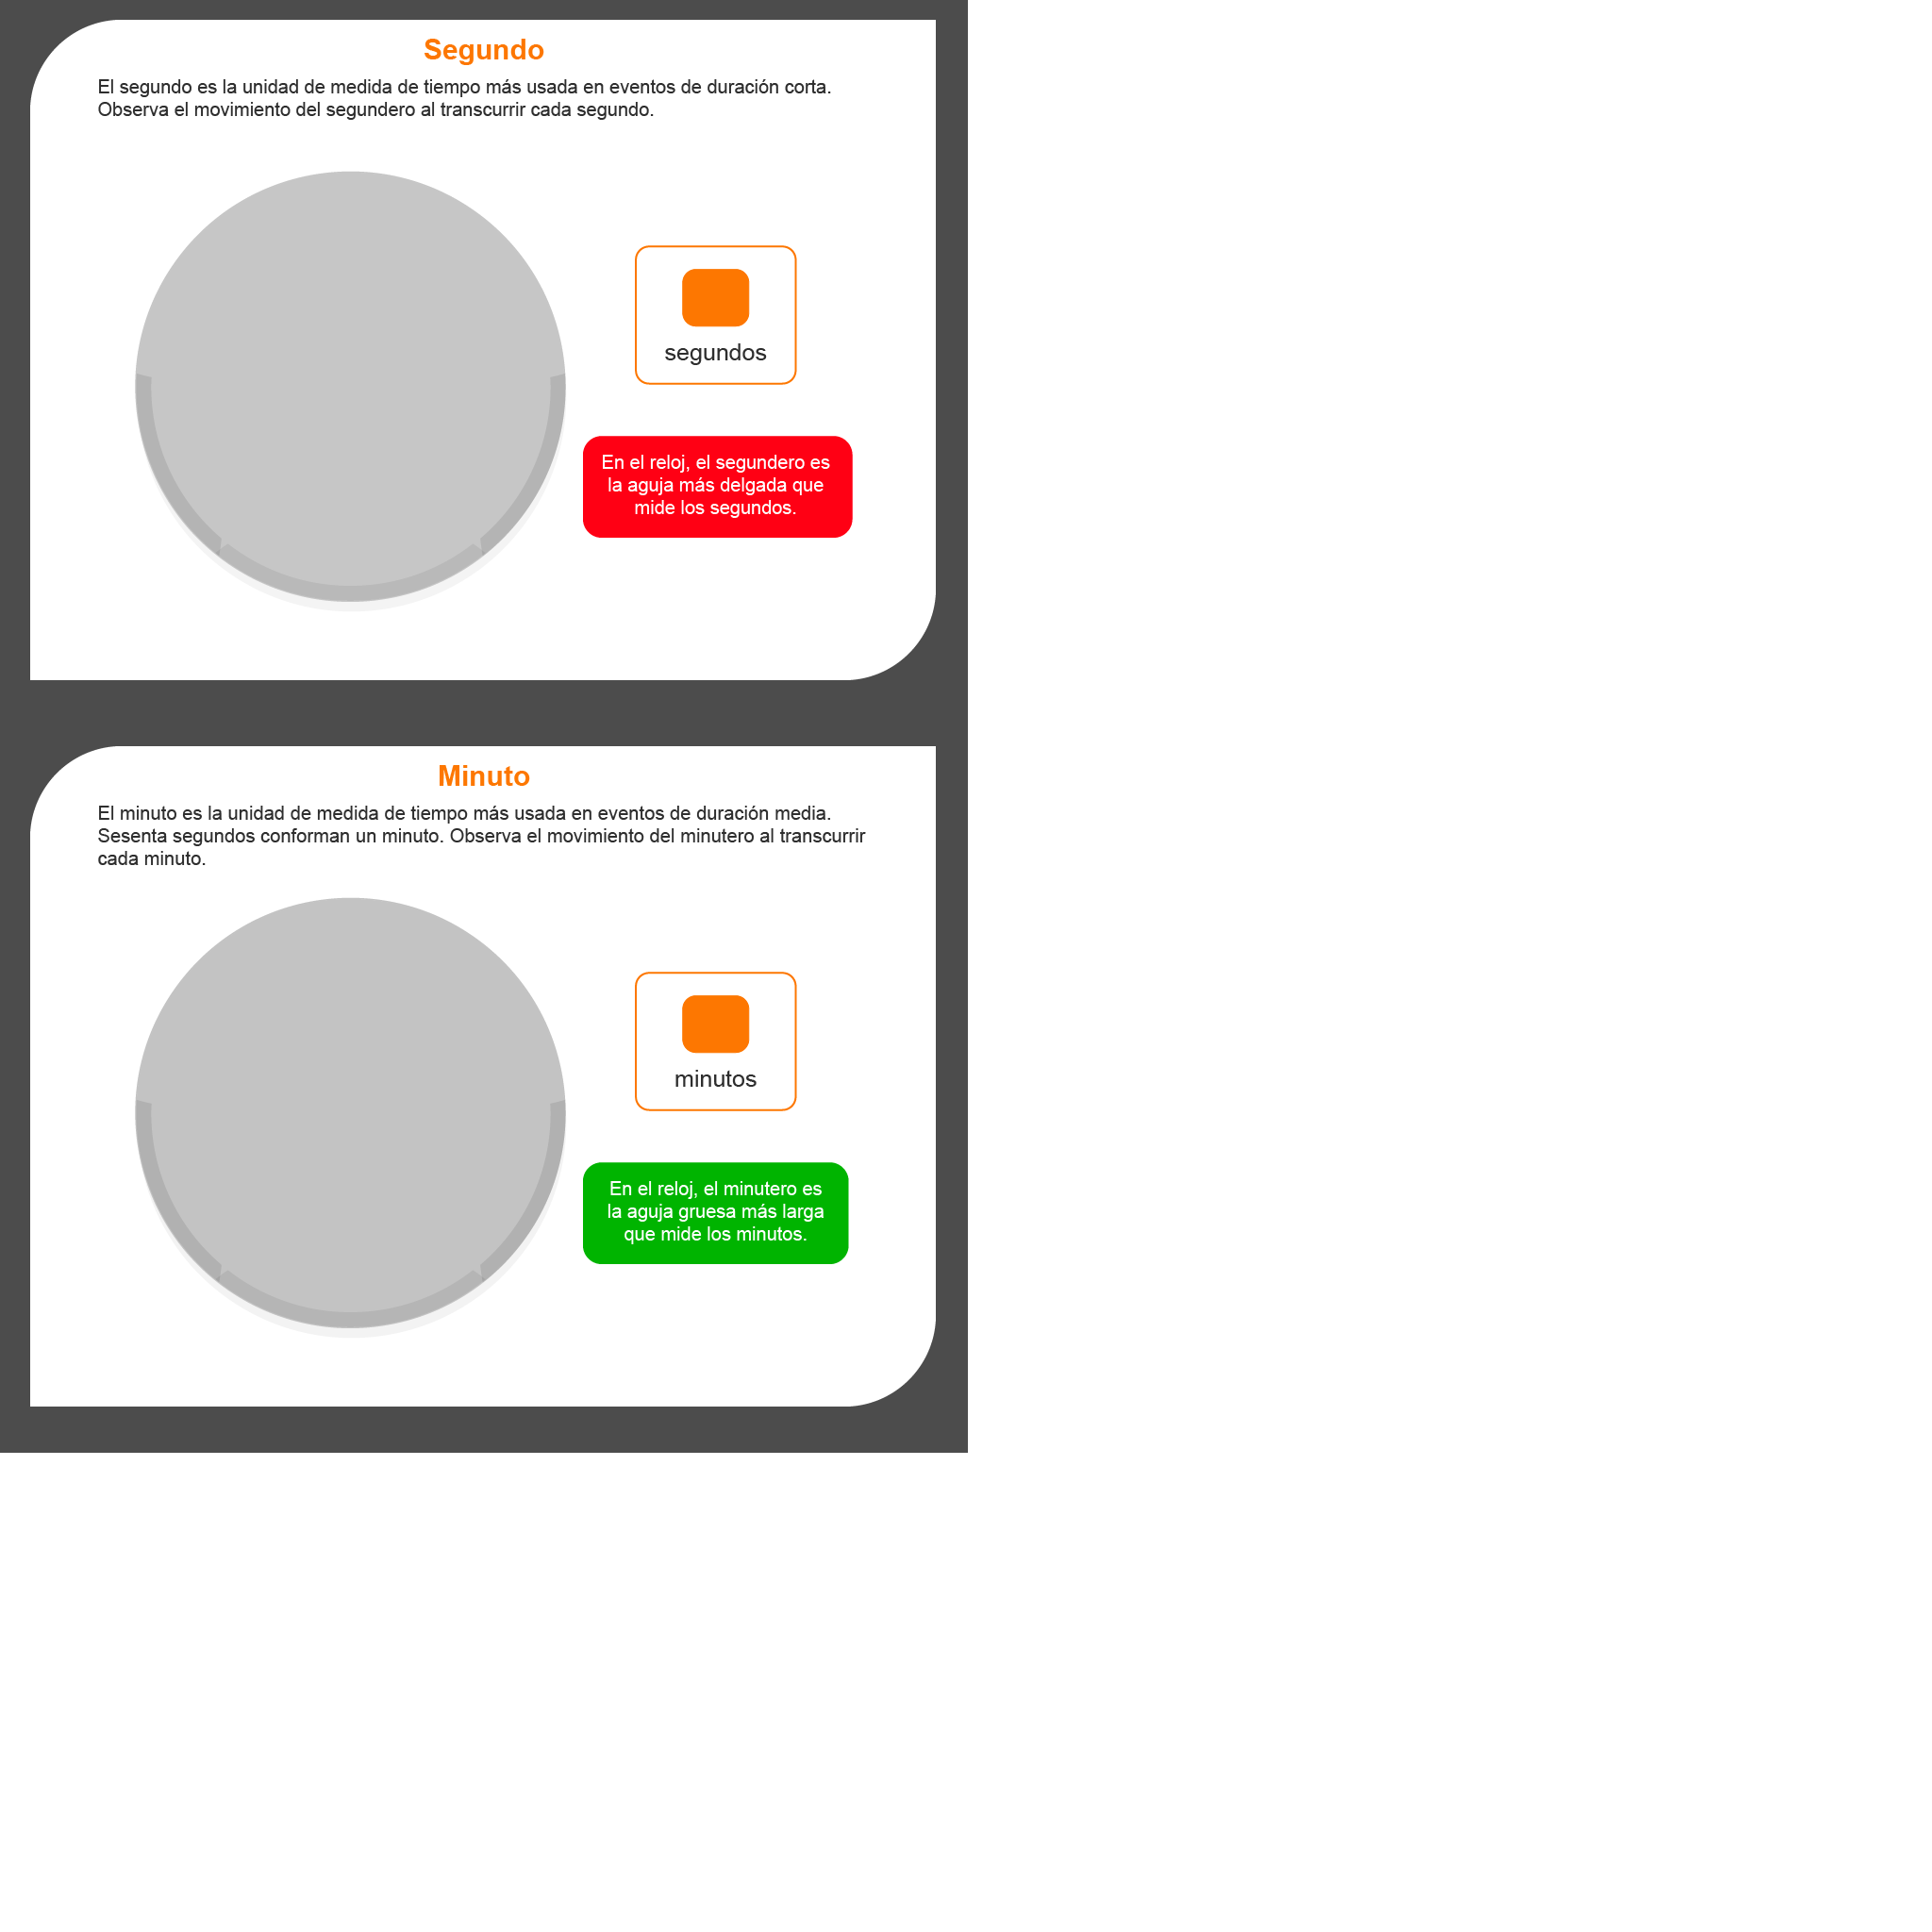 Segundo
El segundo es la unidad de medida de tiempo más usada en eventos de duración corta.
Observa el movimiento del segundero al transcurrir cada segundo.
segundos
En el reloj, el segundero es
la aguja más delgada que
mide los segundos.
Minuto
El minuto es la unidad de medida de tiempo más usada en eventos de duración media.
Sesenta segundos conforman un minuto. Observa el movimiento del minutero al transcurrir
cada minuto.
minutos
En el reloj, el minutero es
la aguja gruesa más larga
que mide los minutos.